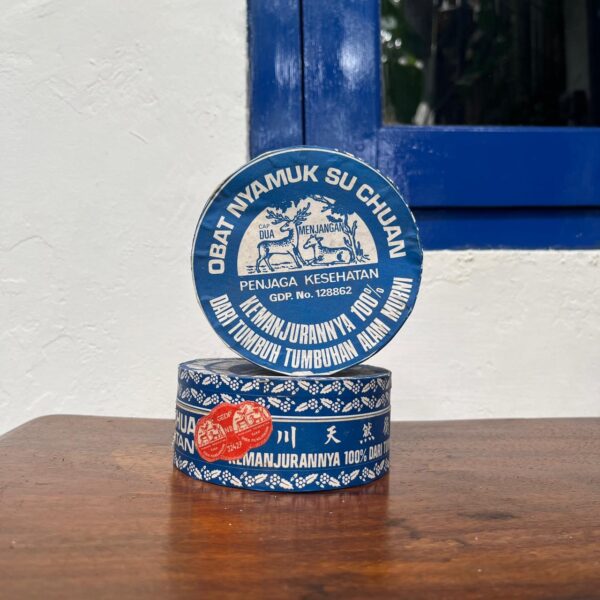 OBAT NYAMUK SU CHUAN
CAP
DUA MENJANGAN
PENJAGA KESEHATAN
GDP. No. 128862
KEMANJURANNYA 100%
DARI TUMBUH TUMBUHAN ALAM MURNI
川 天 然
KEMANJURANNYA 100% DARI